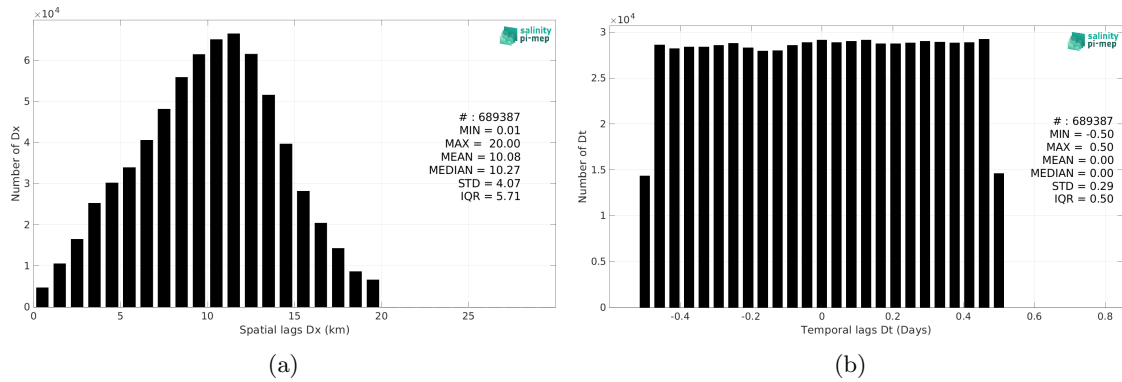 ×10⁴
6
5
4
3
2
1
0
Number of Dx
salinity
pi-mep
# : 689387
MIN = 0.01
MAX = 20.00
MEAN = 10.08
MEDIAN = 10.27
STD = 4.07
IQR = 5.71
0 5 10 15 20 25
Spatial lags Dx (km)
(a)
×10⁴
3
2.5
2
1.5
1
0.5
0
Number of Dt
salinity
pi-mep
# : 689387
MIN = -0.50
MAX = 0.50
MEAN = 0.00
MEDIAN = 0.00
STD = 0.29
IQR = 0.50
-0.4 -0.2 0 0.2 0.4 0.6 0.8
Temporal lags Dt (Days)
(b)